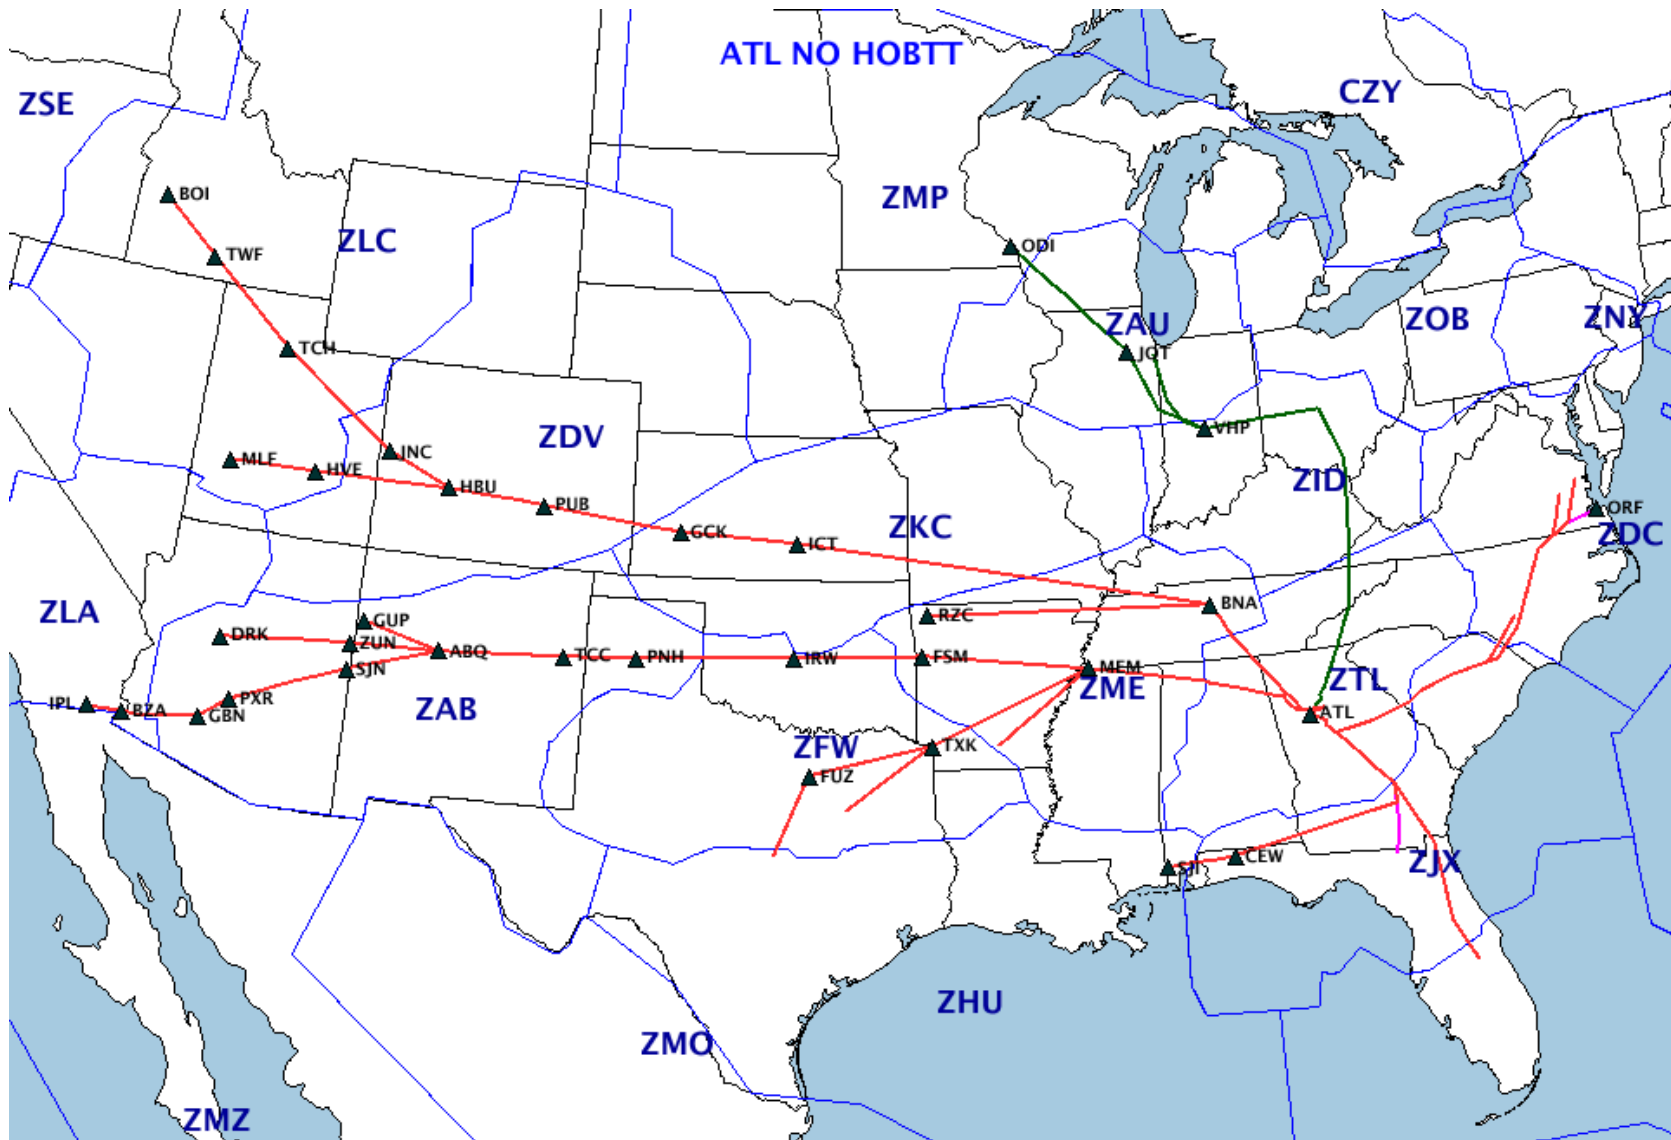 ATL NO HOBTT
CZY
ZSE
BOI
ZMP
ZLC
ODI
TWF
ZAU
ZOB
ZNY
TCH
JOT
ZDV
VHP
INC
MLF
HVE
HBU
ZID
PUB
ORF
ZKC
ZDC
GCK
ICT
ZLA
BNA
GUP
RZC
DRK
ZUN
ABQ
TCC
PNH
IRW
FSM
MEM
SJN
ZTL
ZME
IPL
BZA
PXR
GBN
ZAB
ATL
ZFW
TXK
FUZ
CEW
SJI
ZJX
ZHU
ZMO
ZMZ